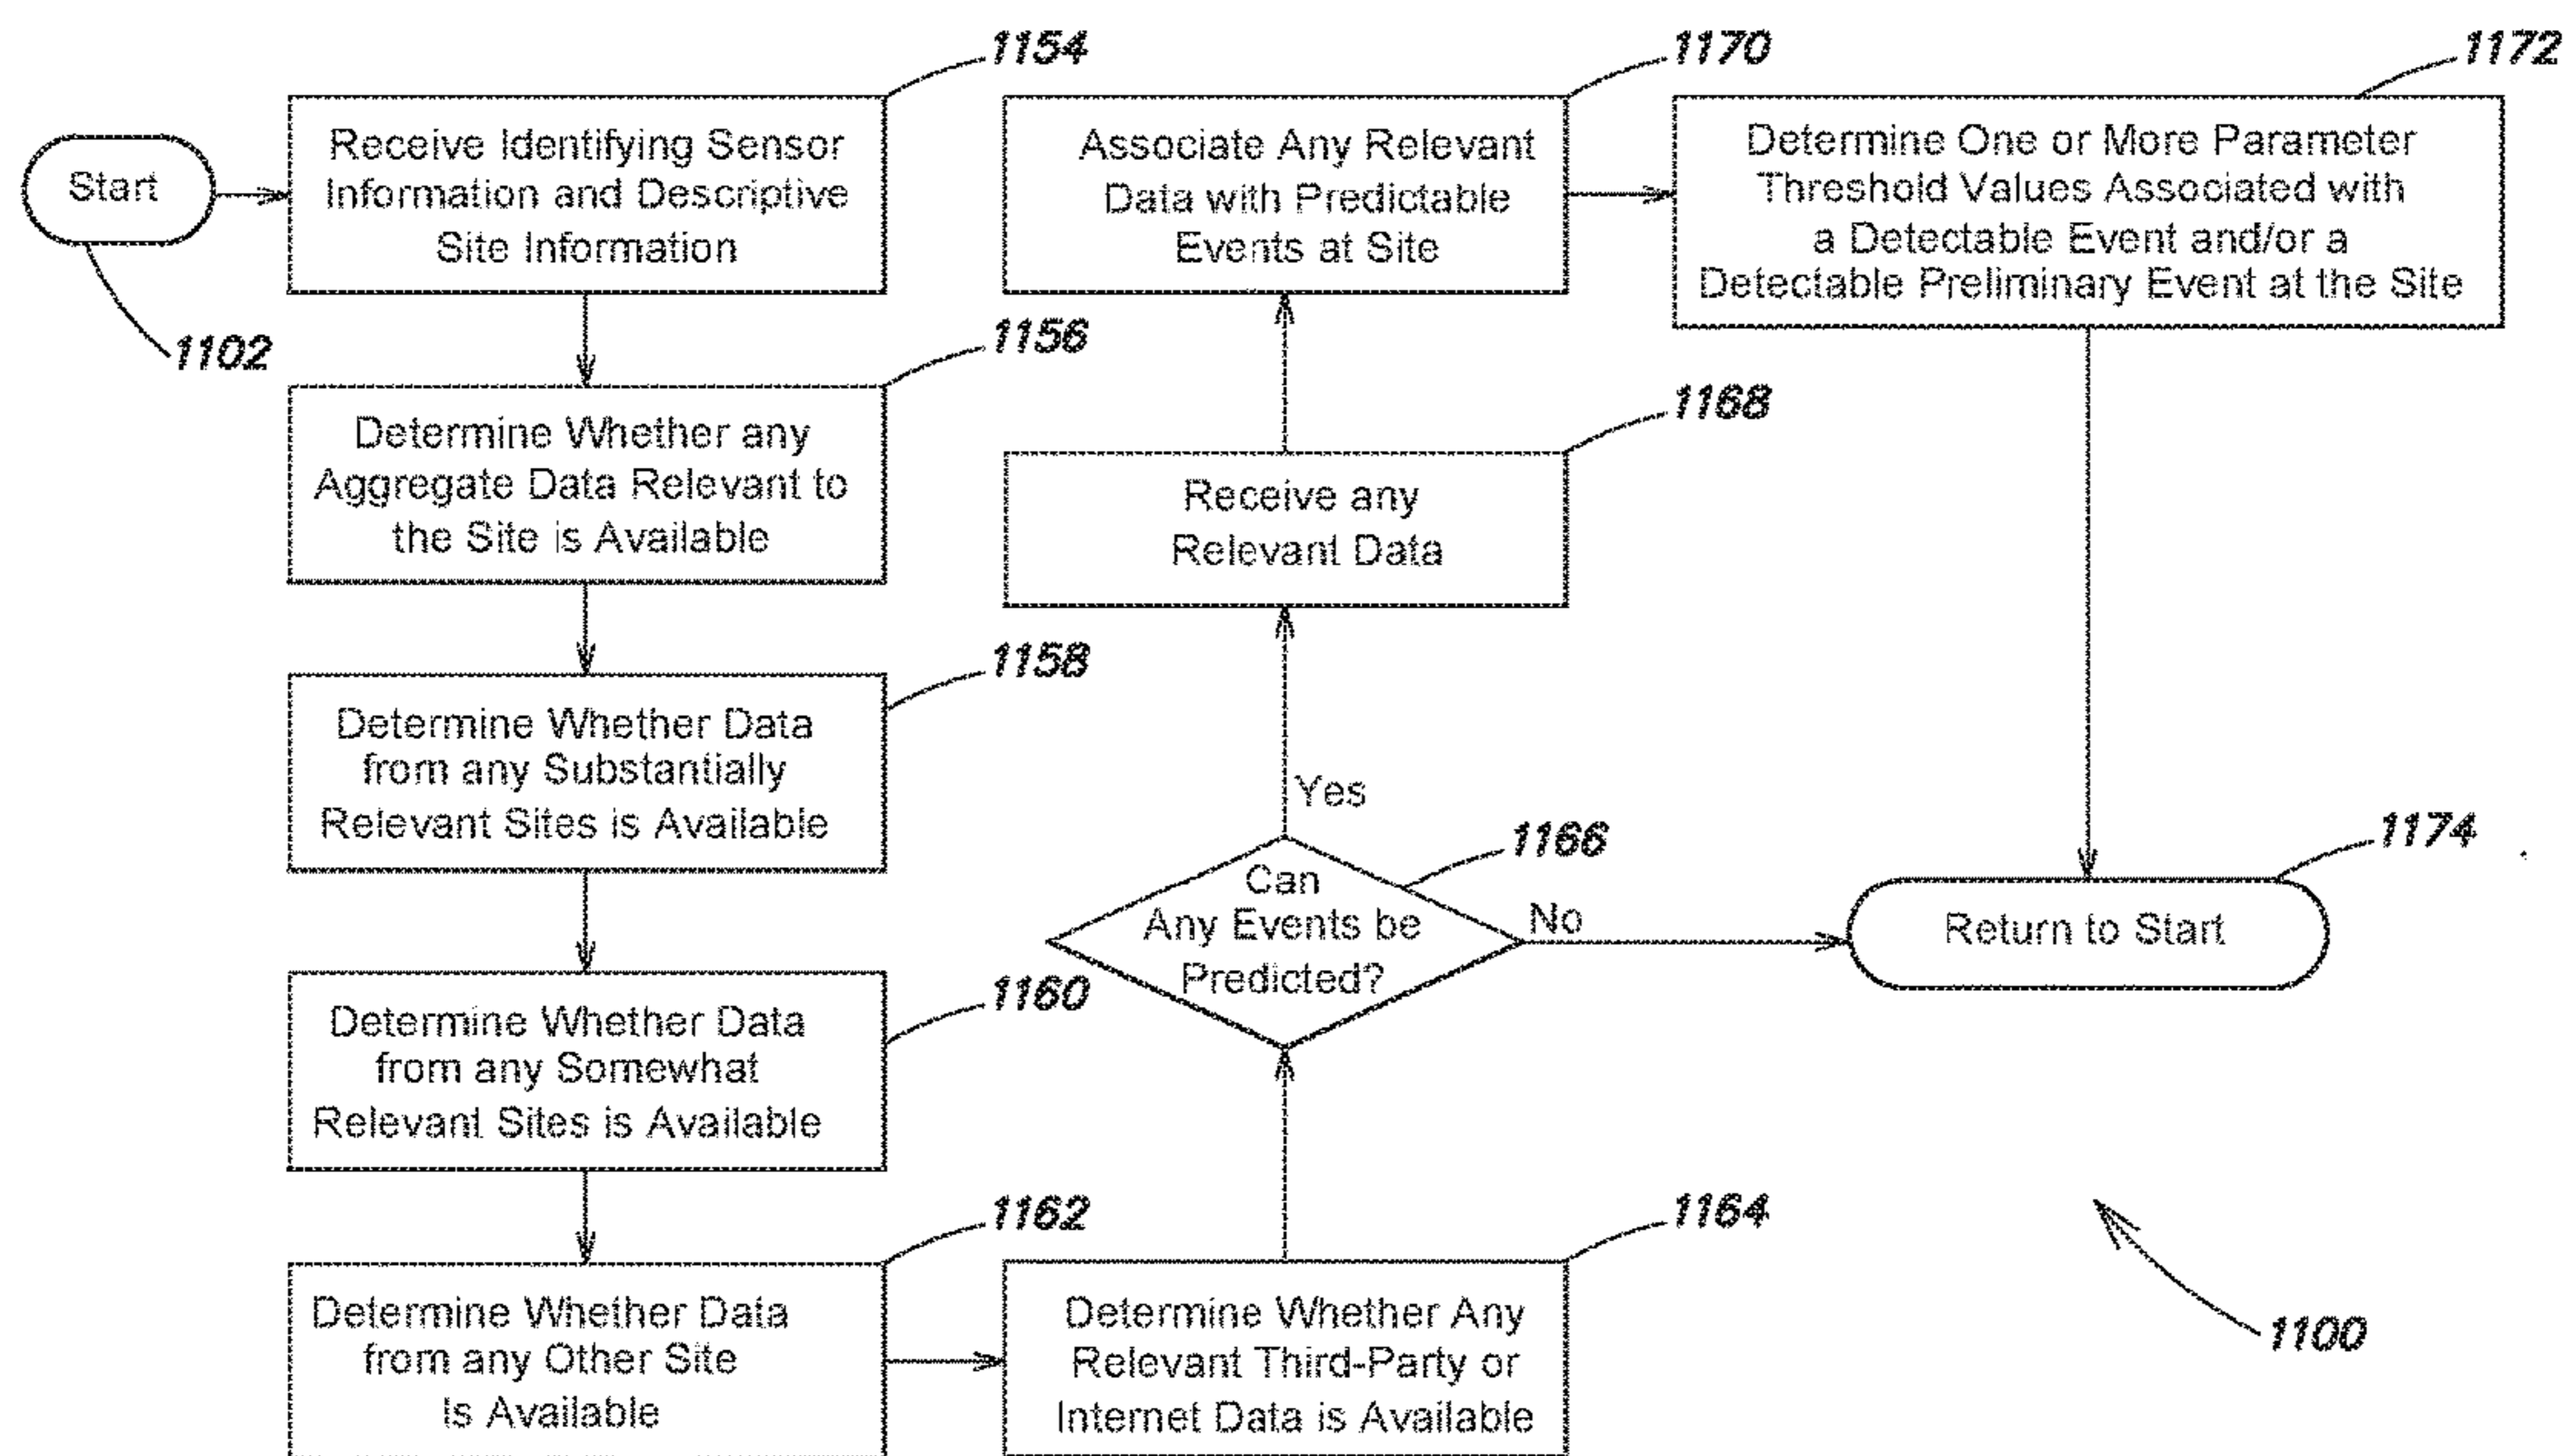 Start
1102
1154
Receive Identifying Sensor
Information and Descriptive
Site Information
1156
Determine Whether any
Aggregate Data Relevant to
the Site is Available
1158
Determine Whether Data
from any Substantially
Relevant Sites is Available
1160
Determine Whether Data
from any Somewhat
Relevant Sites is Available
1162
Determine Whether Data
from any Other Site
Is Available
1164
Determine Whether Any
Relevant Third-Party or
Internet Data is Available
1166
Can
Any Events be
Predicted?
Yes
No
1168
Receive any
Relevant Data
1170
Associate Any Relevant
Data with Predictable
Events at Site
1172
Determine One or More Parameter
Threshold Values Associated with
a Detectable Event and/or a
Detectable Preliminary Event at the Site
1174
Return to Start
1100